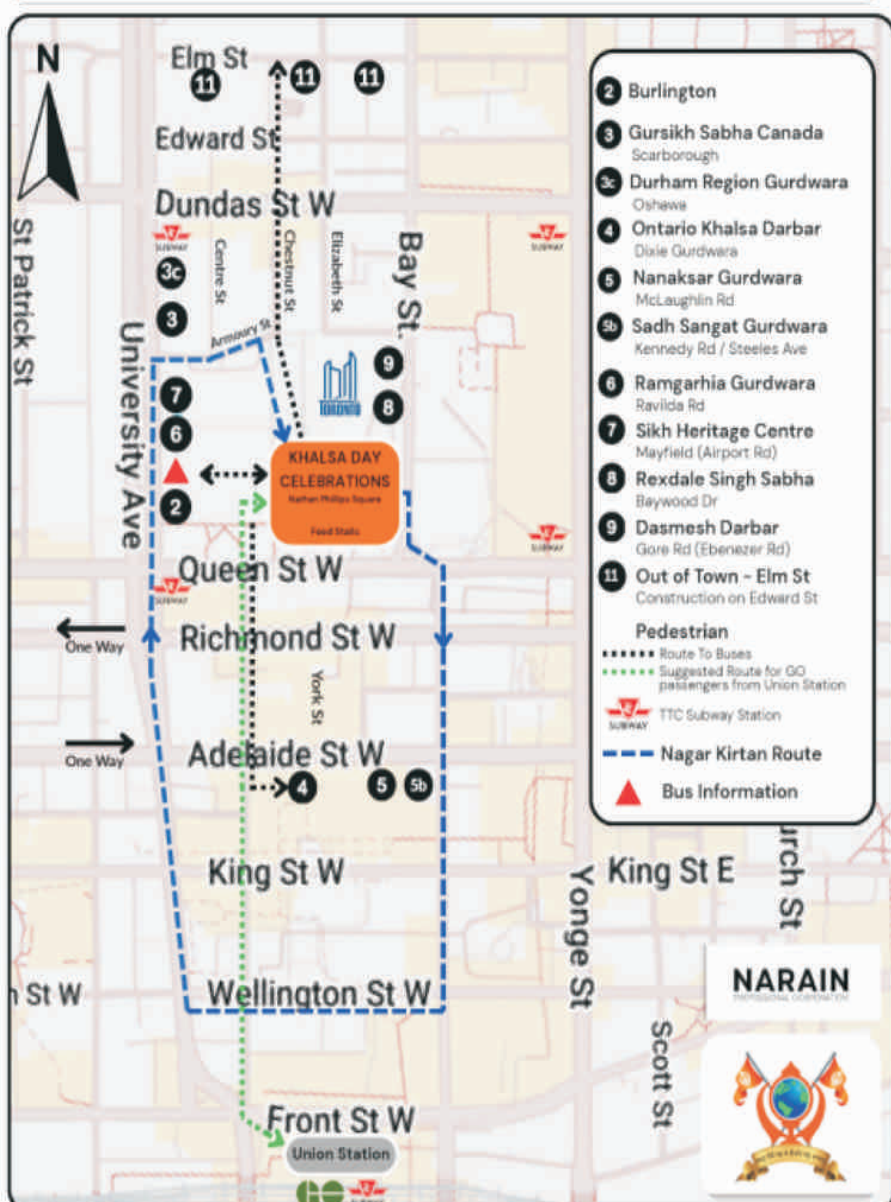 N
Elm St
11
11
11
Edward St
Dundas St W
SUBWAY
SUBWAY
St Patrick St
Centre St
Chestnut St
Elizabeth St
Bay St.
3c
3
University Ave
Armoury St
7
6
2
TORONTO
9
8
KHALSA DAY
CELEBRATIONS
Nathan Phillips Square
Food Stalls
SUBWAY
Queen St W
SUBWAY
One Way
Richmond St W
York St
One Way
Adelaide St W
4
5
5b
King St W
King St E
urch St
Yonge St
n St W
Wellington St W
Scott St
Front St W
Union Station
GO
2 Burlington
3 Gursikh Sabha Canada
Scarborough
3c Durham Region Gurdwara
Oshawa
4 Ontario Khalsa Darbar
Dixie Gurdwara
5 Nanaksar Gurdwara
McLaughlin Rd
5b Sadh Sangat Gurdwara
Kennedy Rd / Steeles Ave
6 Ramgarhia Gurdwara
Ravilda Rd
7 Sikh Heritage Centre
Mayfield (Airport Rd)
8 Rexdale Singh Sabha
Baywood Dr
9 Dasmesh Darbar
Gore Rd (Ebenezer Rd)
11 Out of Town - Elm St
Construction on Edward St
Pedestrian
Route To Buses
Suggested Route for GO
passengers from Union Station
SUBWAY TTC Subway Station
Nagar Kirtan Route
Bus Information
NARAIN
PROFESSIONAL CORPORATION